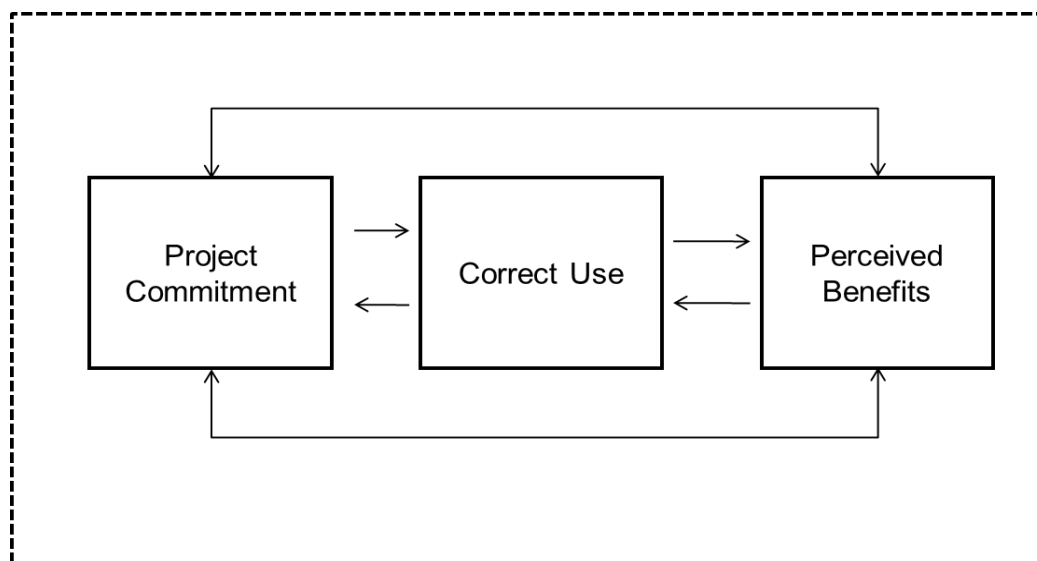 Project
Commitment
Correct Use
Perceived
Benefits